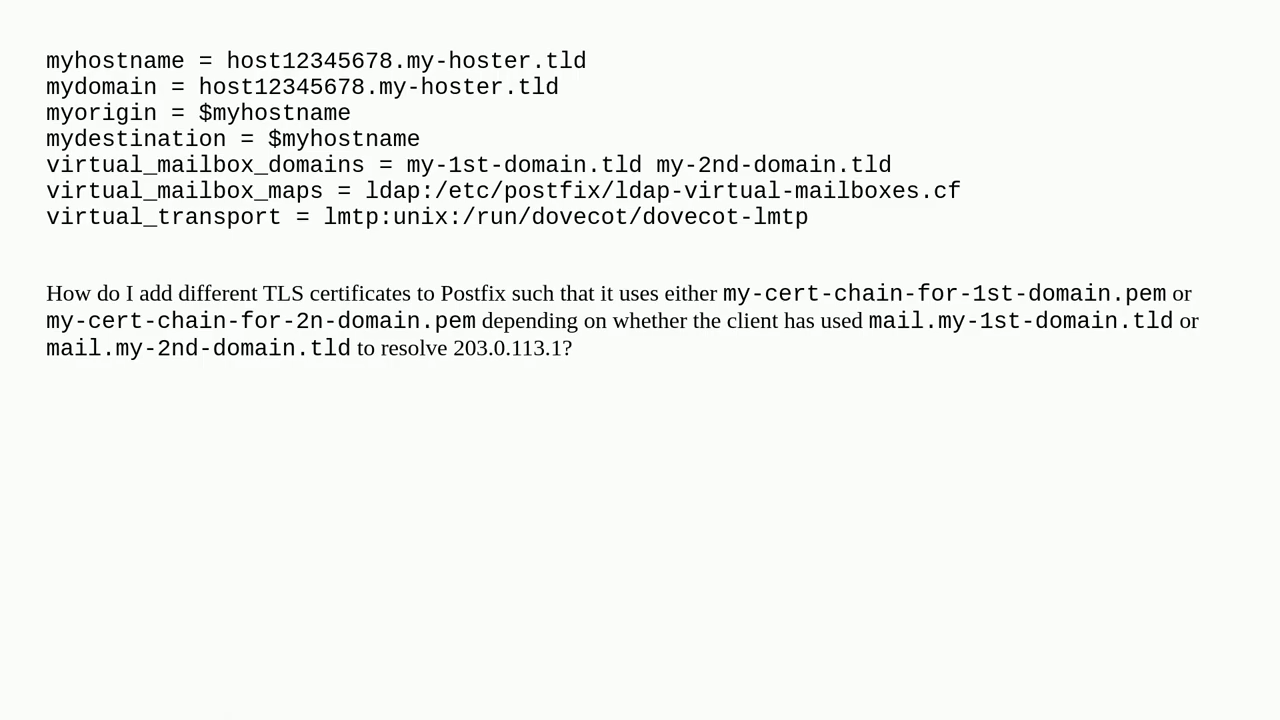 myhostname = host12345678.my-hoster.tld
mydomain = host12345678.my-hoster.tld
myorigin = $myhostname
mydestination = $myhostname
virtual_mailbox_domains = my-1st-domain.tld my-2nd-domain.tld
virtual_mailbox_maps = ldap:/etc/postfix/ldap-virtual-mailboxes.cf
virtual_transport = lmtp:unix:/run/dovecot/dovecot-lmtp
How do I add different TLS certificates to Postfix such that it uses either my-cert-chain-for-1st-domain.pem or
my-cert-chain-for-2n-domain.pem depending on whether the client has used mail.my-1st-domain.tld or
mail.my-2nd-domain.tld to resolve 203.0.113.1?